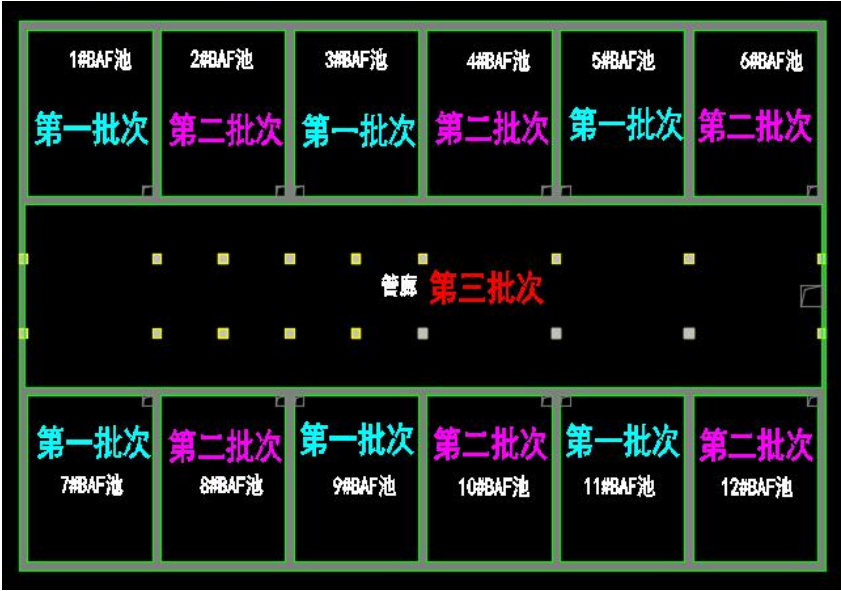 1#BAF池 2#BAF池 3#BAF池 4#BAF池 5#BAF池 6#BAF池
第一批次 第二批次 第一批次 第二批次 第一批次 第二批次
管廊 第三批次
第一批次 第二批次 第一批次 第二批次 第一批次 第二批次
7#BAF池 8#BAF池 9#BAF池 10#BAF池 11#BAF池 12#BAF池